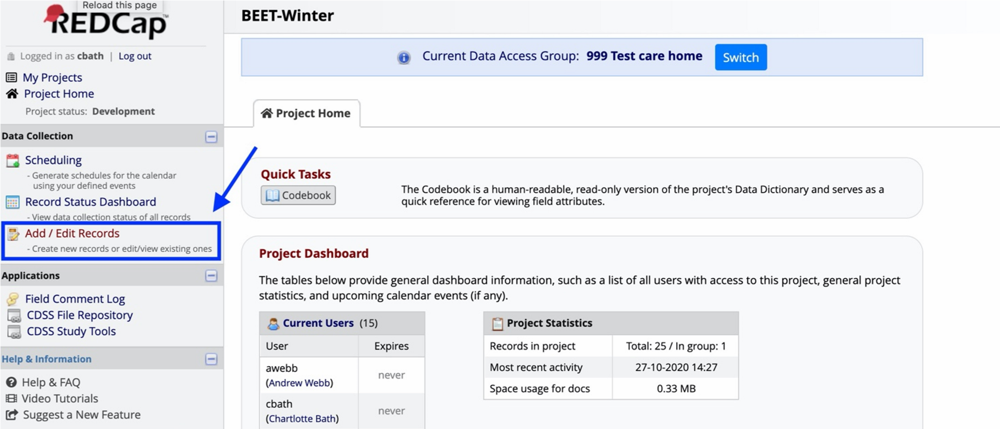 Reload this page
REDCap™
Logged in as cbath | Log out
My Projects
Project Home
Project status: Development
Data Collection
Scheduling
- Generate schedules for the calendar
using your defined events
Record Status Dashboard
- View data collection status of all records
Add / Edit Records
- Create new records or edit/view existing ones
Applications
Field Comment Log
CDSS File Repository
CDSS Study Tools
Help & Information
Help & FAQ
Video Tutorials
Suggest a New Feature
BEET-Winter
Current Data Access Group: 999 Test care home Switch
Project Home
Quick Tasks
Codebook
The Codebook is a human-readable, read-only version of the project's Data Dictionary and serves as a
quick reference for viewing field attributes.
Project Dashboard
The tables below provide general dashboard information, such as a list of all users with access to this project, general project
statistics, and upcoming calendar events (if any).
Current Users (15)
User Expires
awebb
(Andrew Webb)
never
cbath
(Chartlotte Bath)
never
Project Statistics
Records in project Total: 25 / In group: 1
Most recent activity 27-10-2020 14:27
Space usage for docs 0.33 MB